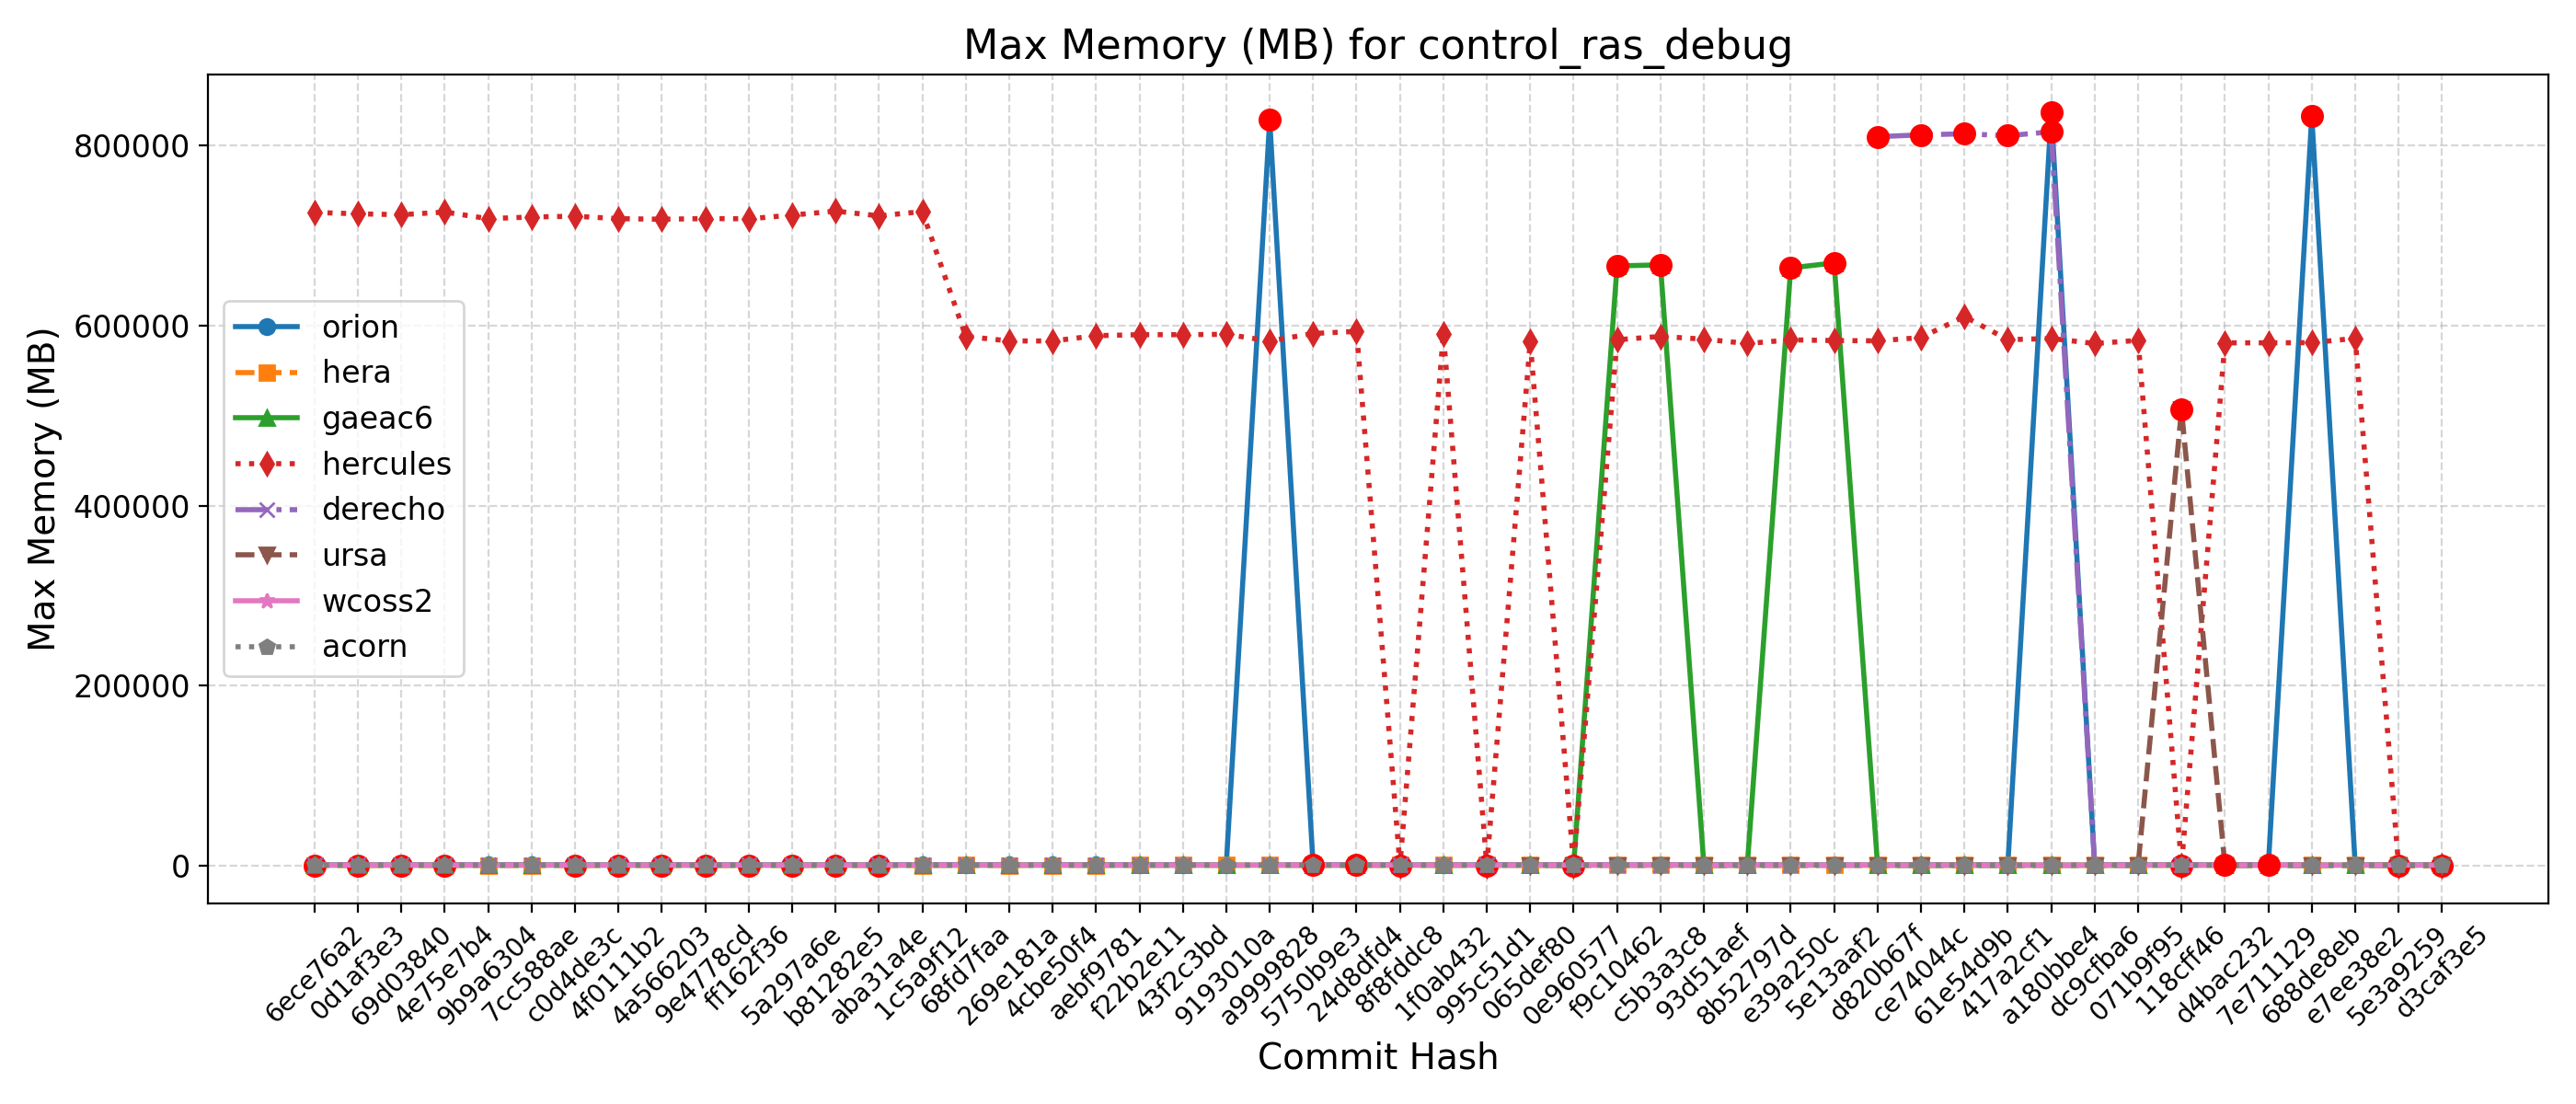 Max Memory (MB) for control_ras_debug
Max Memory (MB)
800000
600000
400000
200000
0
orion
hera
gaeac6
hercules
derecho
ursa
wcoss2
acorn
6ece76a2
0d1af3e3
69d03840
4e75e7b4
9b9a6304
7cc588ae
c0d4de3c
4f0111b2
4a566203
9e4778cd
ff162f36
5a297a6e
b81282e5
aba31a4e
1c5a9f12
68fd7faa
269e181a
4cbe50f4
aebf9781
f22b2e11
43f2c3bd
9193010a
a9999828
5750b9e3
24d8dfd4
8f8fddc8
1f0ab432
995c51d1
065def80
0e960577
f9c10462
c5b3a3c8
93d51aef
8b52797d
e39a250c
5e13aaf2
d820b67f
ce74044c
61e54d9b
417a2cf1
a180bbe4
dc9cfba6
071b9f95
118cff46
d4bac232
7e711129
688de8eb
e7ee38e2
5e3a9259
d3caf3e5
Commit Hash